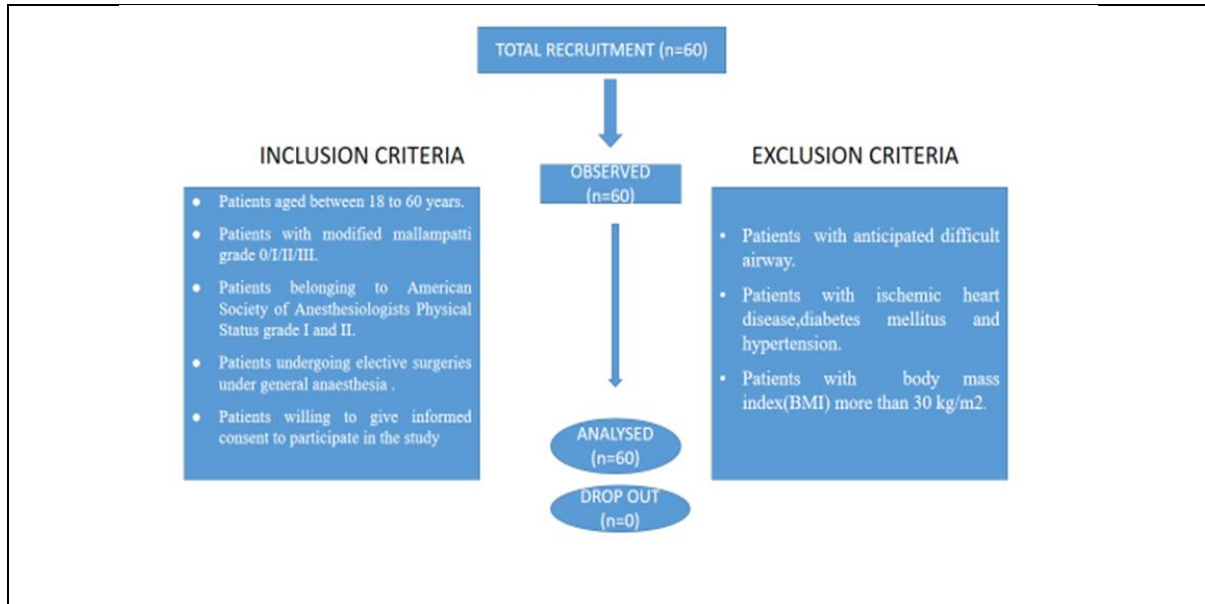 TOTAL RECRUITMENT (n=60)
INCLUSION CRITERIA
● Patients aged between 18 to 60 years.
● Patients with modified mallampatti
grade 0/I/II/III.
● Patients belonging to American
Society of Anesthesiologists Physical
Status grade I and II.
● Patients undergoing elective surgeries
under general anaesthesia .
● Patients willing to give informed
consent to participate in the study
OBSERVED
(n=60)
EXCLUSION CRITERIA
• Patients with anticipated difficult
airway.
• Patients with ischemic heart
disease,diabetes mellitus and
hypertension.
• Patients with body mass
index(BMI) more than 30 kg/m2.
ANALYSED
(n=60)
DROP OUT
(n=0)